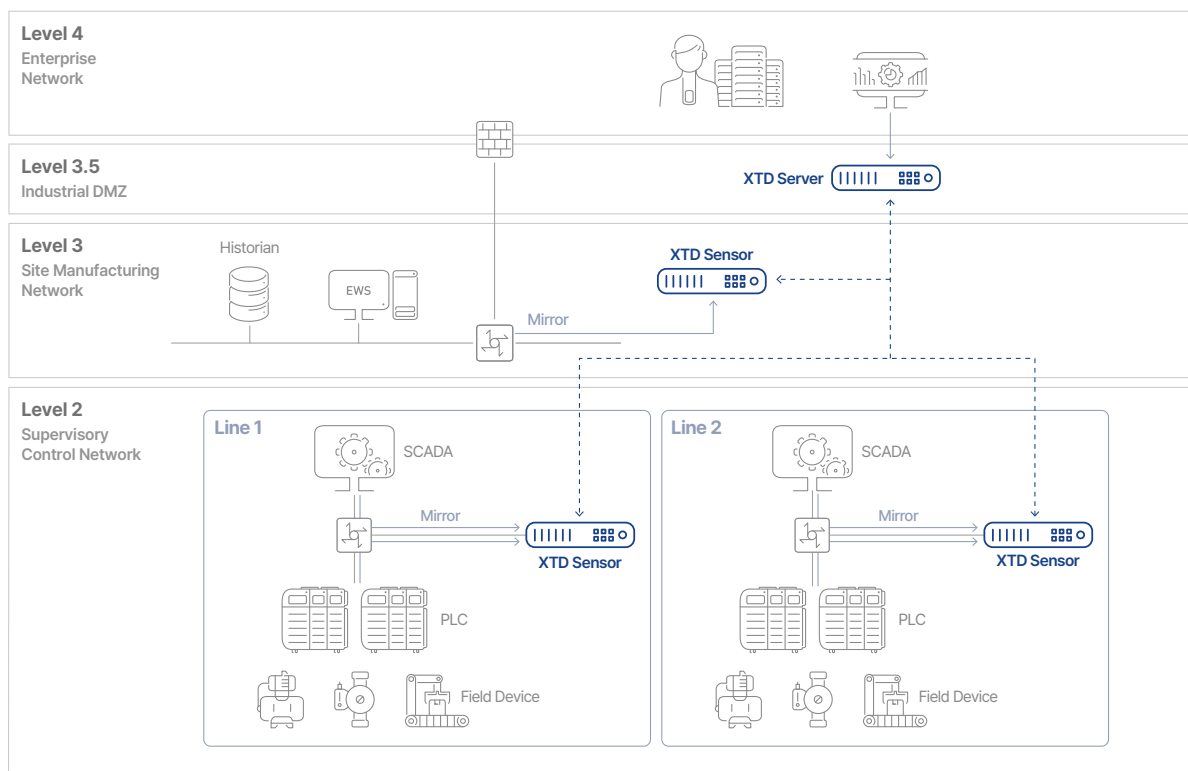 Level 4
Enterprise
Network
Level 3.5
Industrial DMZ
XTD Server
Level 3
Site Manufacturing
Network
Historian
EWS
Mirror
XTD Sensor
Level 2
Supervisory
Control Network
Line 1
SCADA
Mirror
XTD Sensor
PLC
Field Device
Line 2
SCADA
Mirror
XTD Sensor
PLC
Field Device